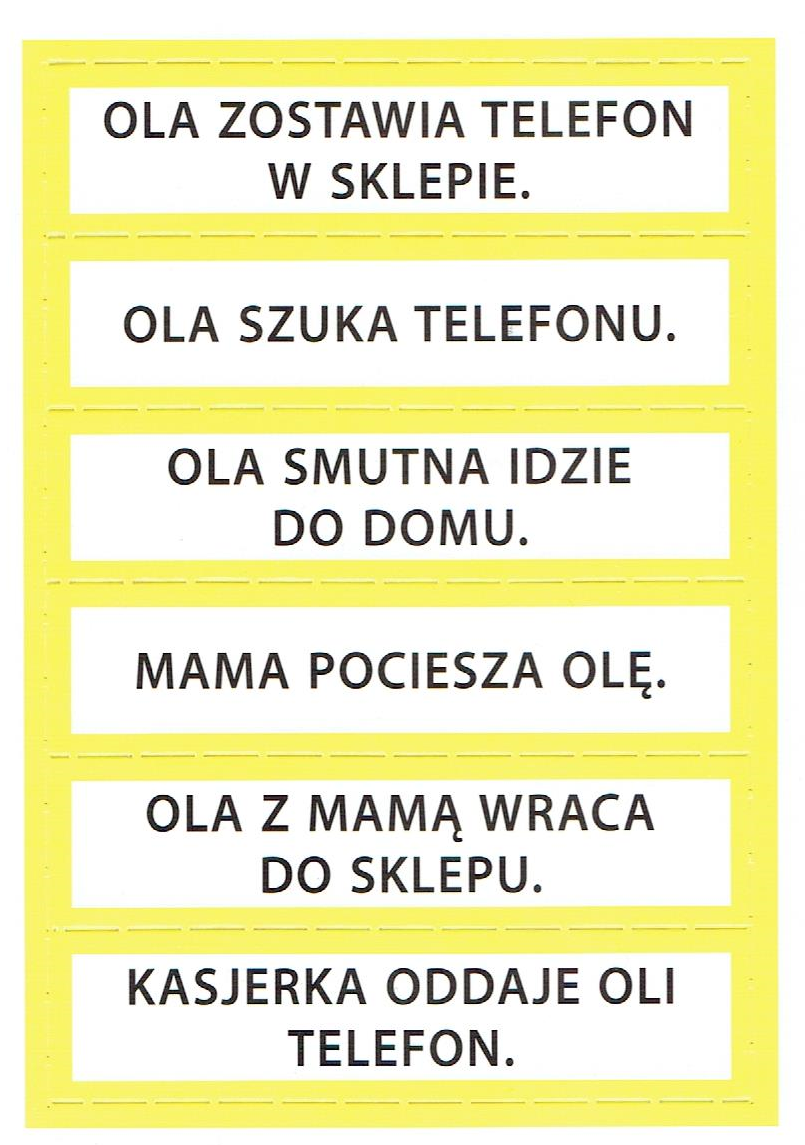 OLA ZOSTAWIA TELEFON
W SKLEPIE.
OLA SZUKA TELEFONU.
OLA SMUTNA IDZIE
DO DOMU.
MAMA POCIESZA OLĘ.
OLA Z MAMĄ WRACA
DO SKLEPU.
KASJERKA ODDAJE OLI
TELEFON.